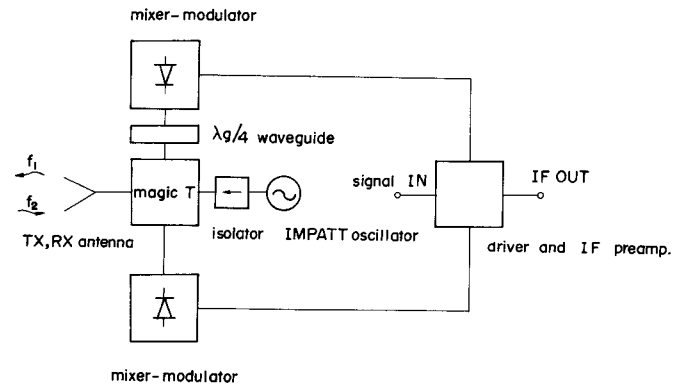 mixer-modulator
λg/4 waveguide
f1
magic T
signal IN
IF OUT
f2
TX, RX antenna
isolator
IMPATT oscillator
driver and IF preamp.
mixer-modulator